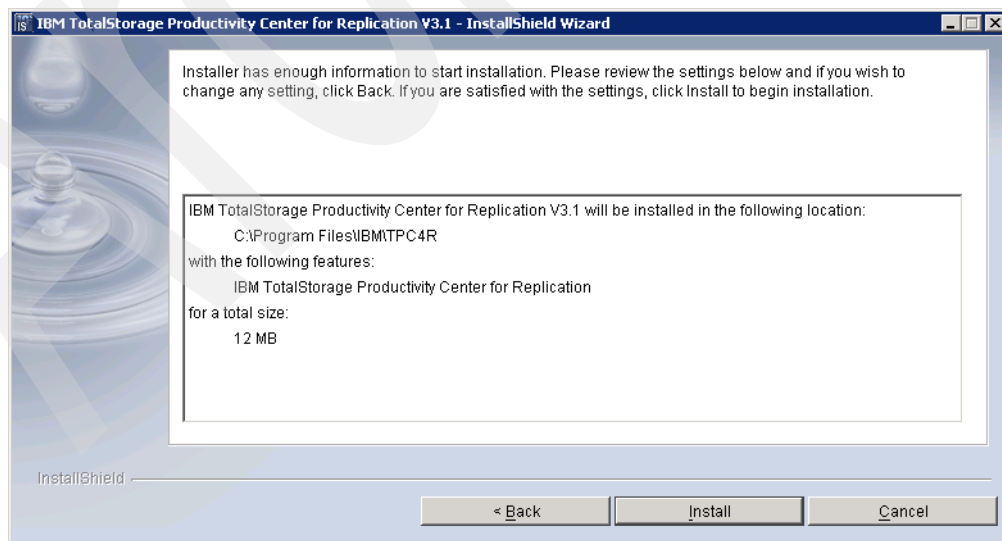 IBM TotalStorage Productivity Center for Replication V3.1 - InstallShield Wizard
Installer has enough information to start installation. Please review the settings below and if you wish to
change any setting, click Back. If you are satisfied with the settings, click Install to begin installation.
IBM TotalStorage Productivity Center for Replication V3.1 will be installed in the following location:
C:\Program Files\IBM\TPC4R
with the following features:
IBM TotalStorage Productivity Center for Replication
for a total size:
12 MB
InstallShield
< Back Install Cancel